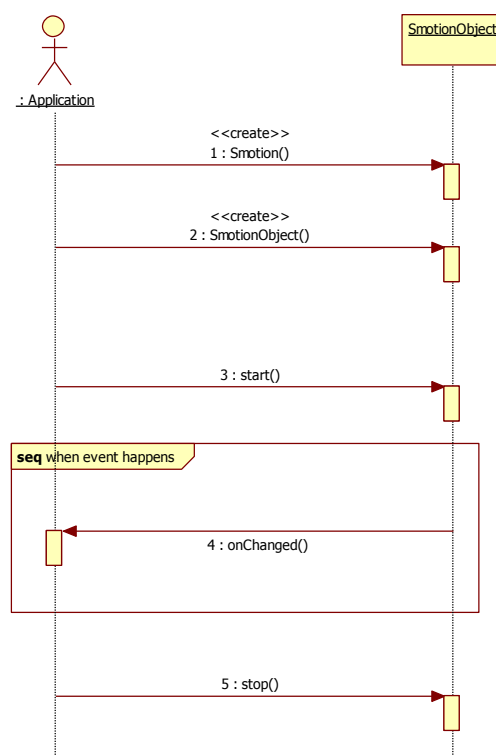 SmotionObject
: Application
<<create>>
1 : Smotion()
<<create>>
2 : SmotionObject()
3 : start()
seq when event happens
4 : onChanged()
5 : stop()